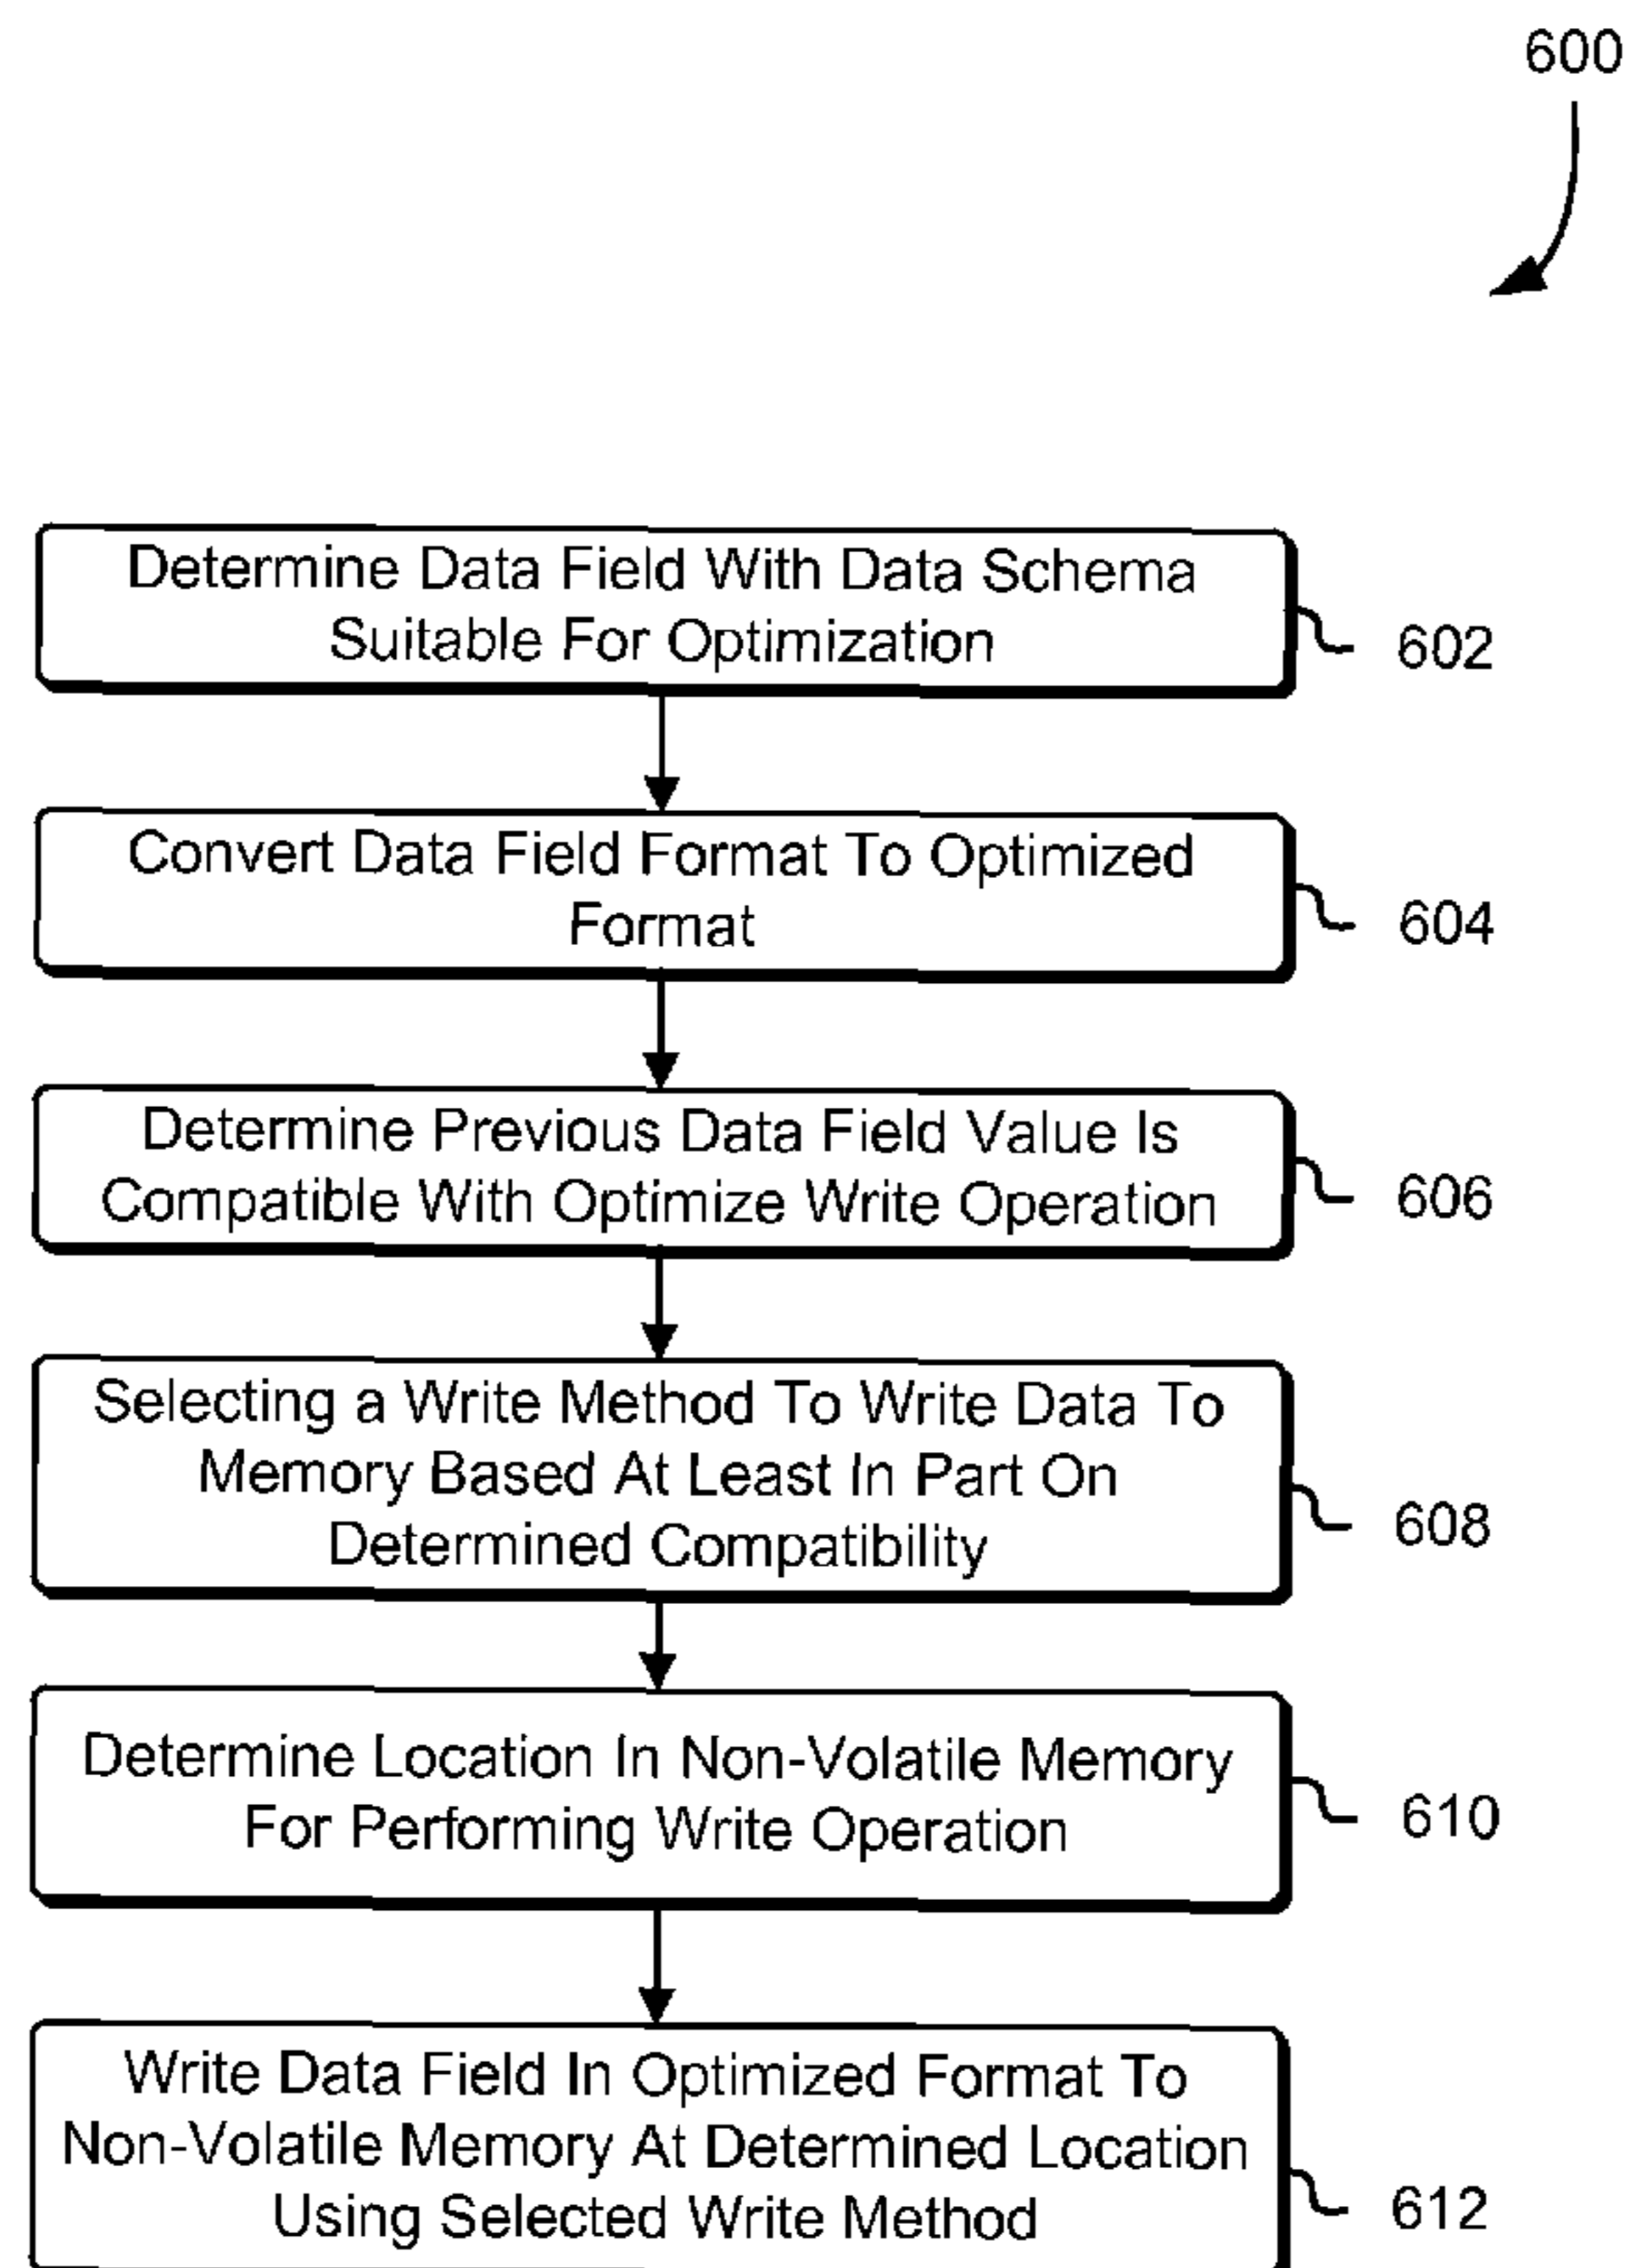 600
Determine Data Field With Data Schema
Suitable For Optimization
602
Convert Data Field Format To Optimized
Format
604
Determine Previous Data Field Value Is
Compatible With Optimize Write Operation
606
Selecting a Write Method To Write Data To
Memory Based At Least In Part On
Determined Compatibility
608
Determine Location In Non-Volatile Memory
For Performing Write Operation
610
Write Data Field In Optimized Format To
Non-Volatile Memory At Determined Location
Using Selected Write Method
612